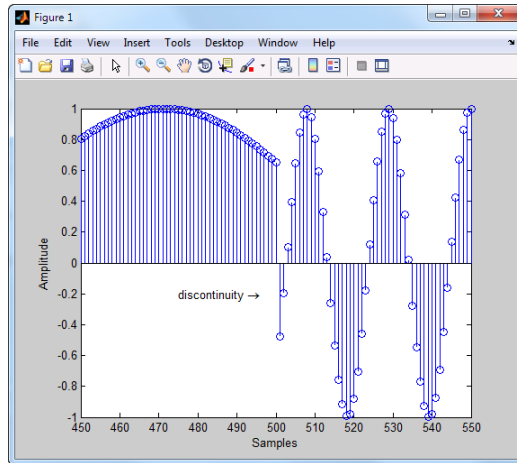 Figure 1
File Edit View Insert Tools Desktop Window Help
1
0.8
0.6
0.4
0.2
0
-0.2
-0.4
-0.6
-0.8
-1
Amplitude
discontinuity →
450 460 470 480 490 500 510 520 530 540 550
Samples